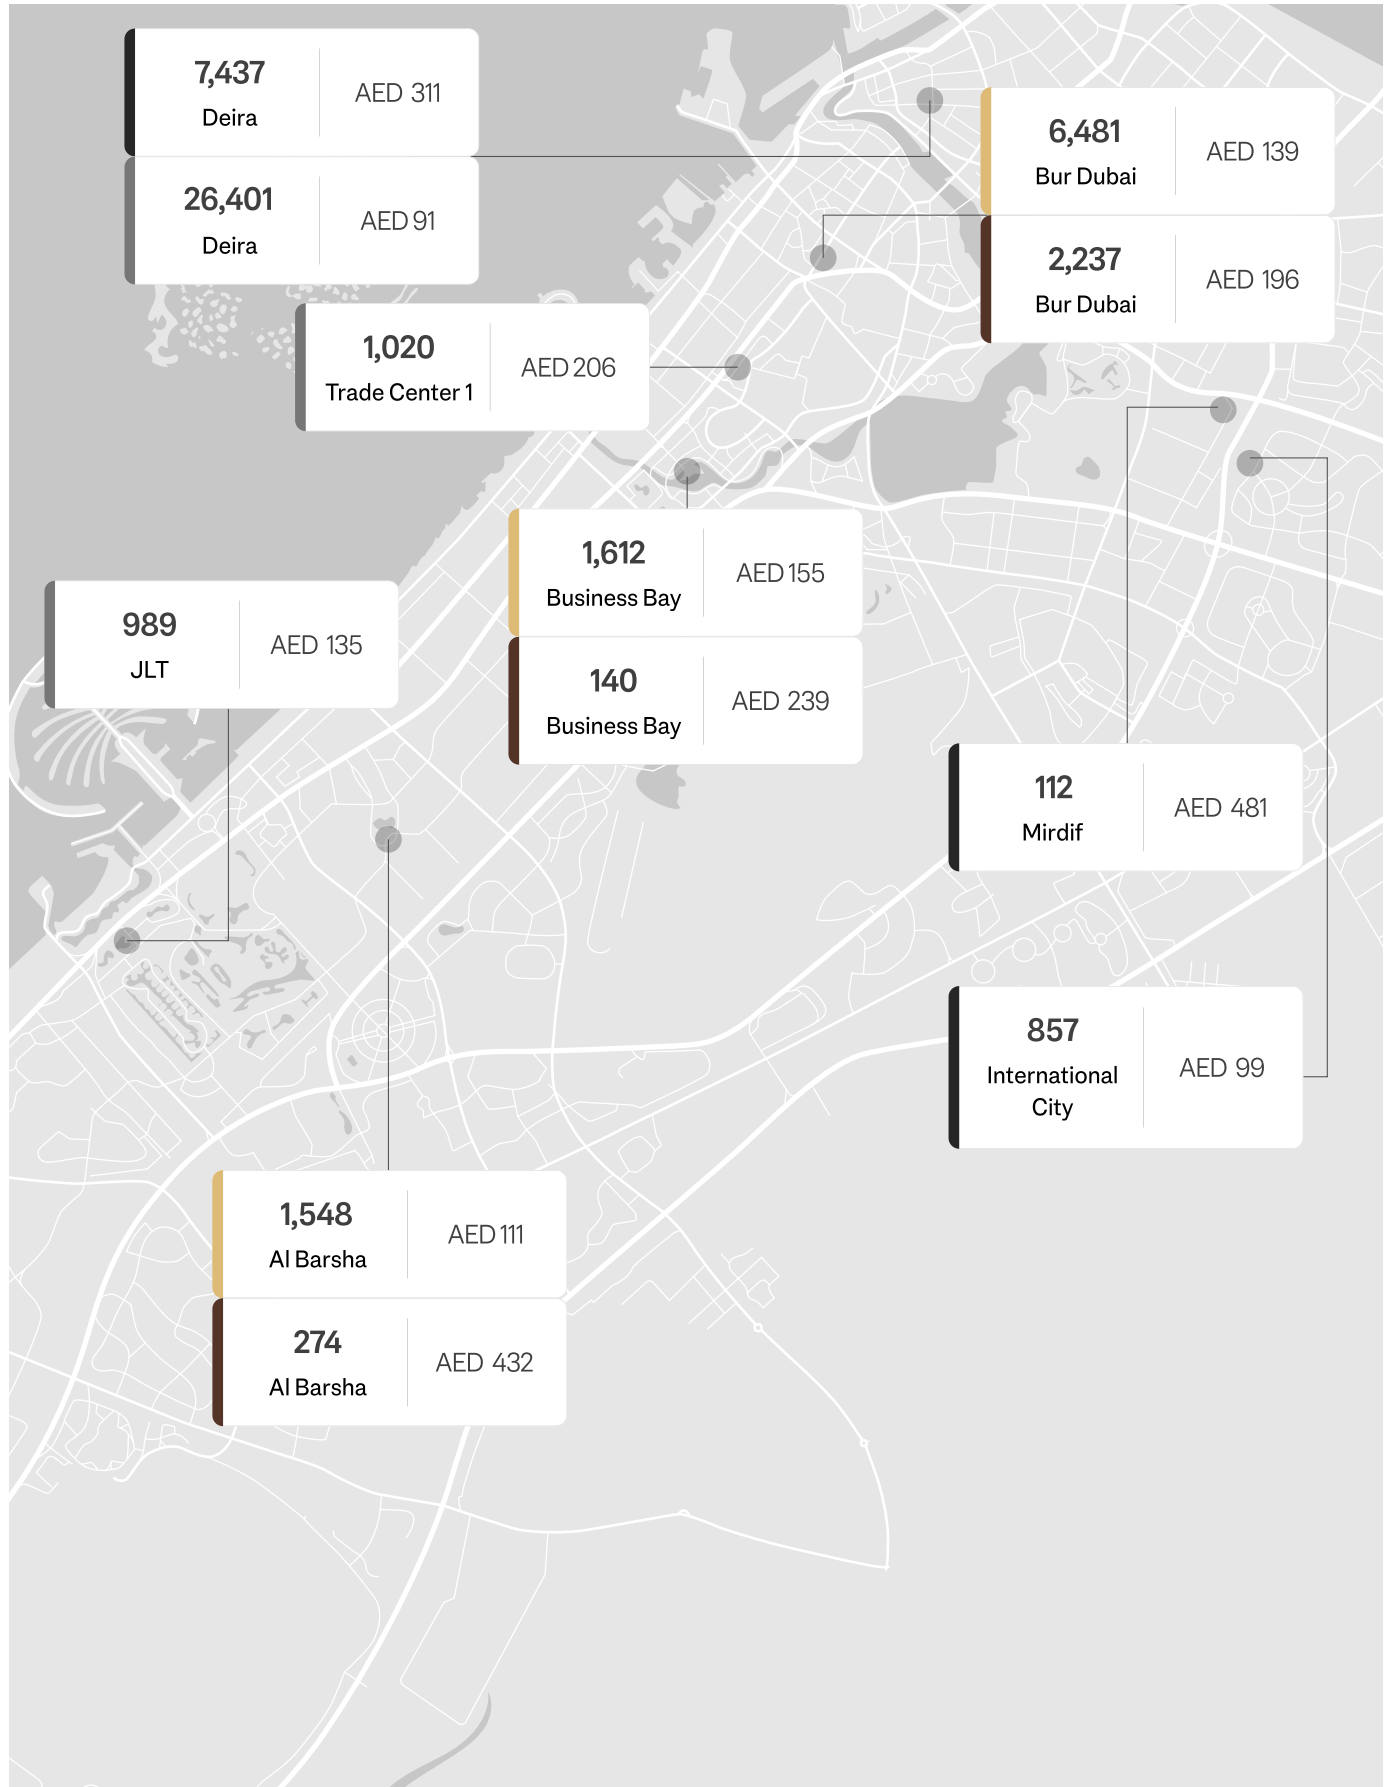 7,437
Deira
AED 311
26,401
Deira
AED 91
6,481
Bur Dubai
AED 139
2,237
Bur Dubai
AED 196
1,020
Trade Center 1
AED 206
1,612
Business Bay
AED 155
140
Business Bay
AED 239
989
JLT
AED 135
112
Mirdif
AED 481
857
International
City
AED 99
1,548
Al Barsha
AED 111
274
Al Barsha
AED 432